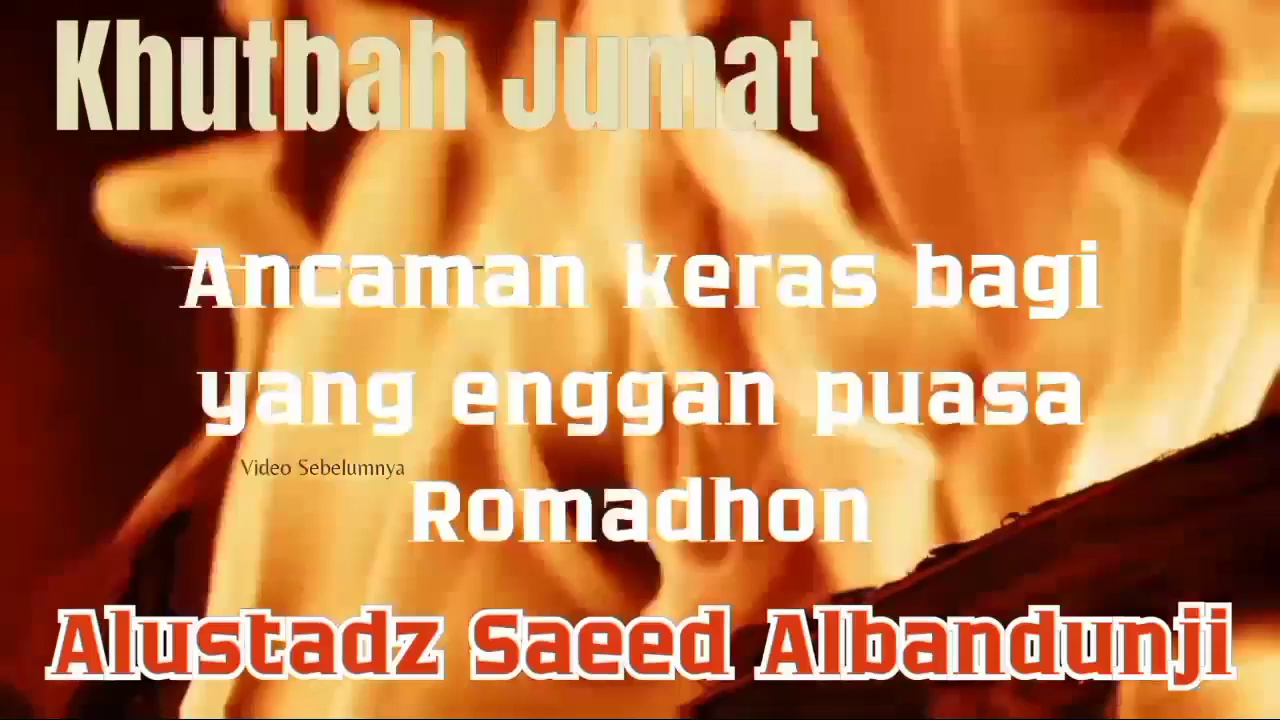 Khutbah Jumat
Ancaman keras bagi
yang enggan puasa
Video Sebelumnya
Romadhon
Alustadz Saeed Albandunji